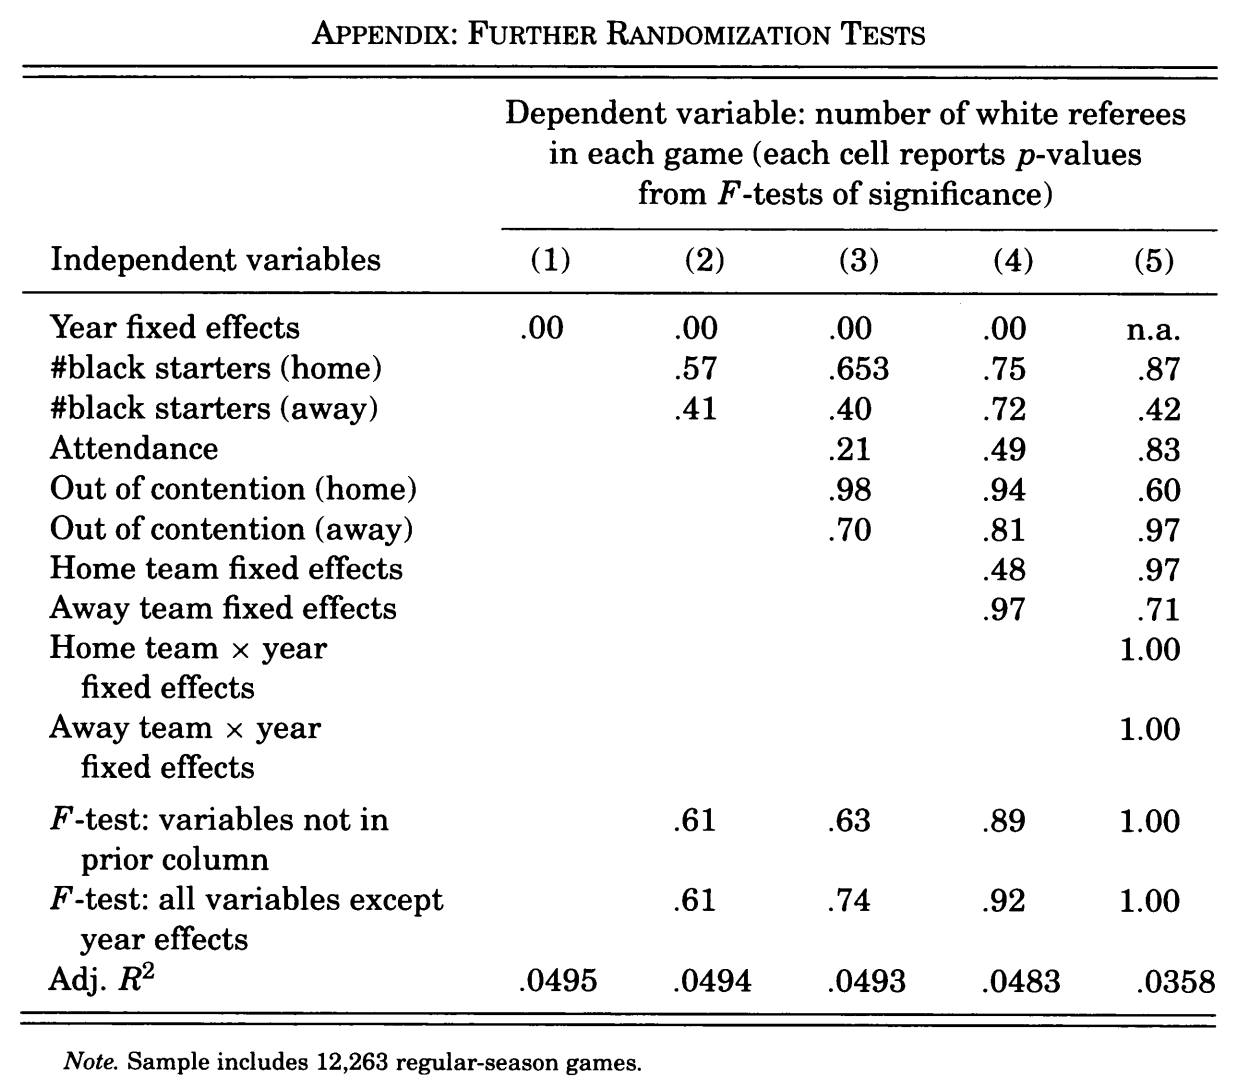 APPENDIX: FURTHER RANDOMIZATION TESTS
Dependent variable: number of white referees
in each game (each cell reports p-values
from F-tests of significance)
Independent variables (1) (2) (3) (4) (5)
Year fixed effects .00 .00 .00 .00 n.a.
#black starters (home) .57 .653 .75 .87
#black starters (away) .41 .40 .72 .42
Attendance .21 .49 .83
Out of contention (home) .98 .94 .60
Out of contention (away) .70 .81 .97
Home team fixed effects .48 .97
Away team fixed effects .97 .71
Home team × year 1.00
fixed effects
Away team × year 1.00
fixed effects
F-test: variables not in .61 .63 .89 1.00
prior column
F-test: all variables except .61 .74 .92 1.00
year effects
Adj. R² .0495 .0494 .0493 .0483 .0358
Note. Sample includes 12,263 regular-season games.